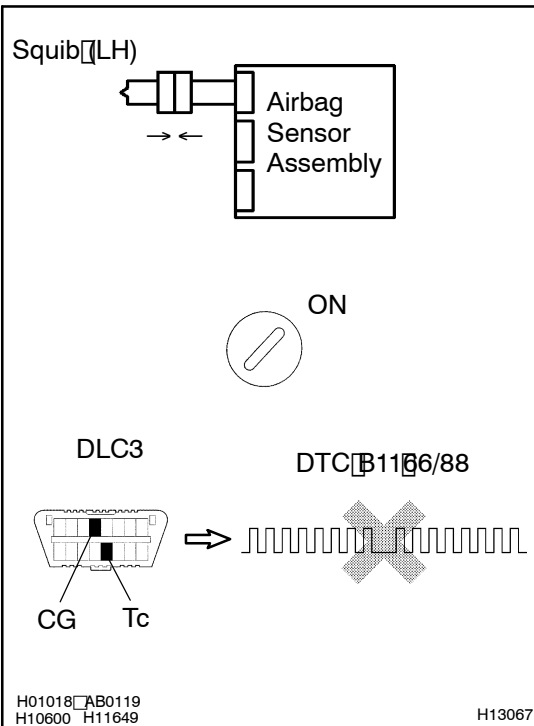 Squib (LH)
Airbag
Sensor
Assembly
ON
DLC3
DTC B1166/88
CG
Tc
H01018 AB0119
H10600 H11649
H13067